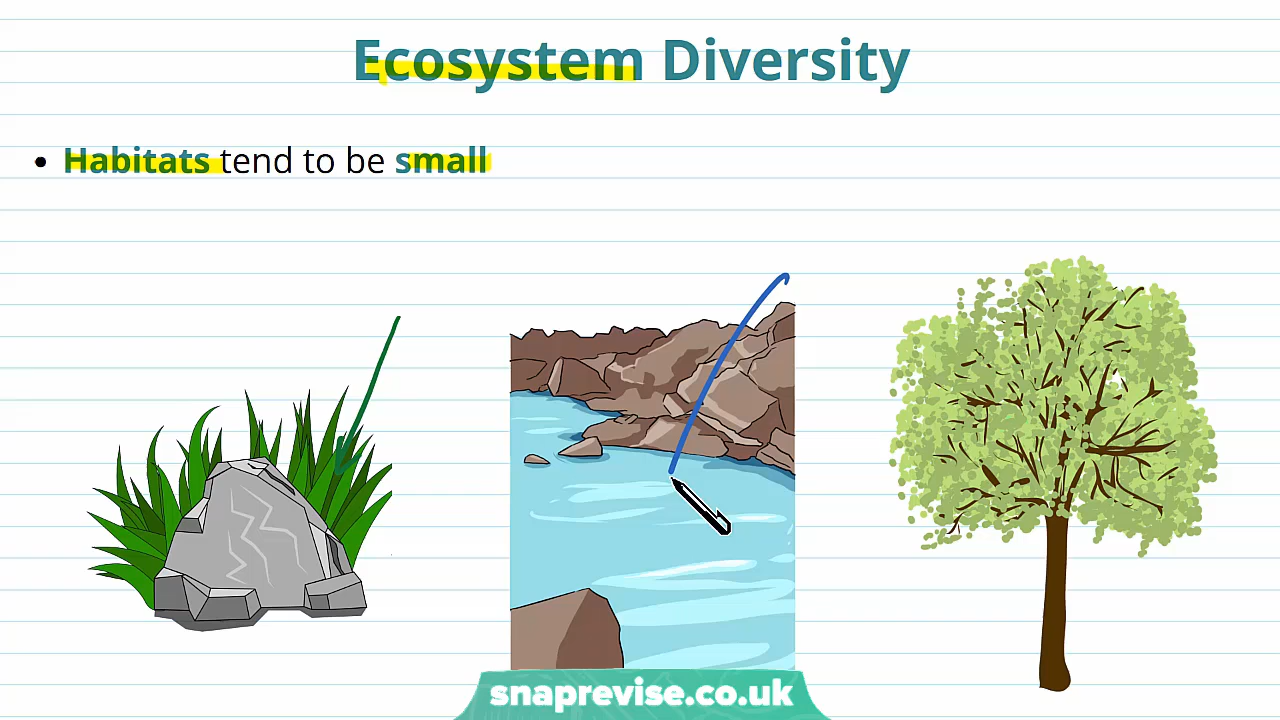 Ecosystem Diversity
• Habitats tend to be small
snaprevise.co.uk